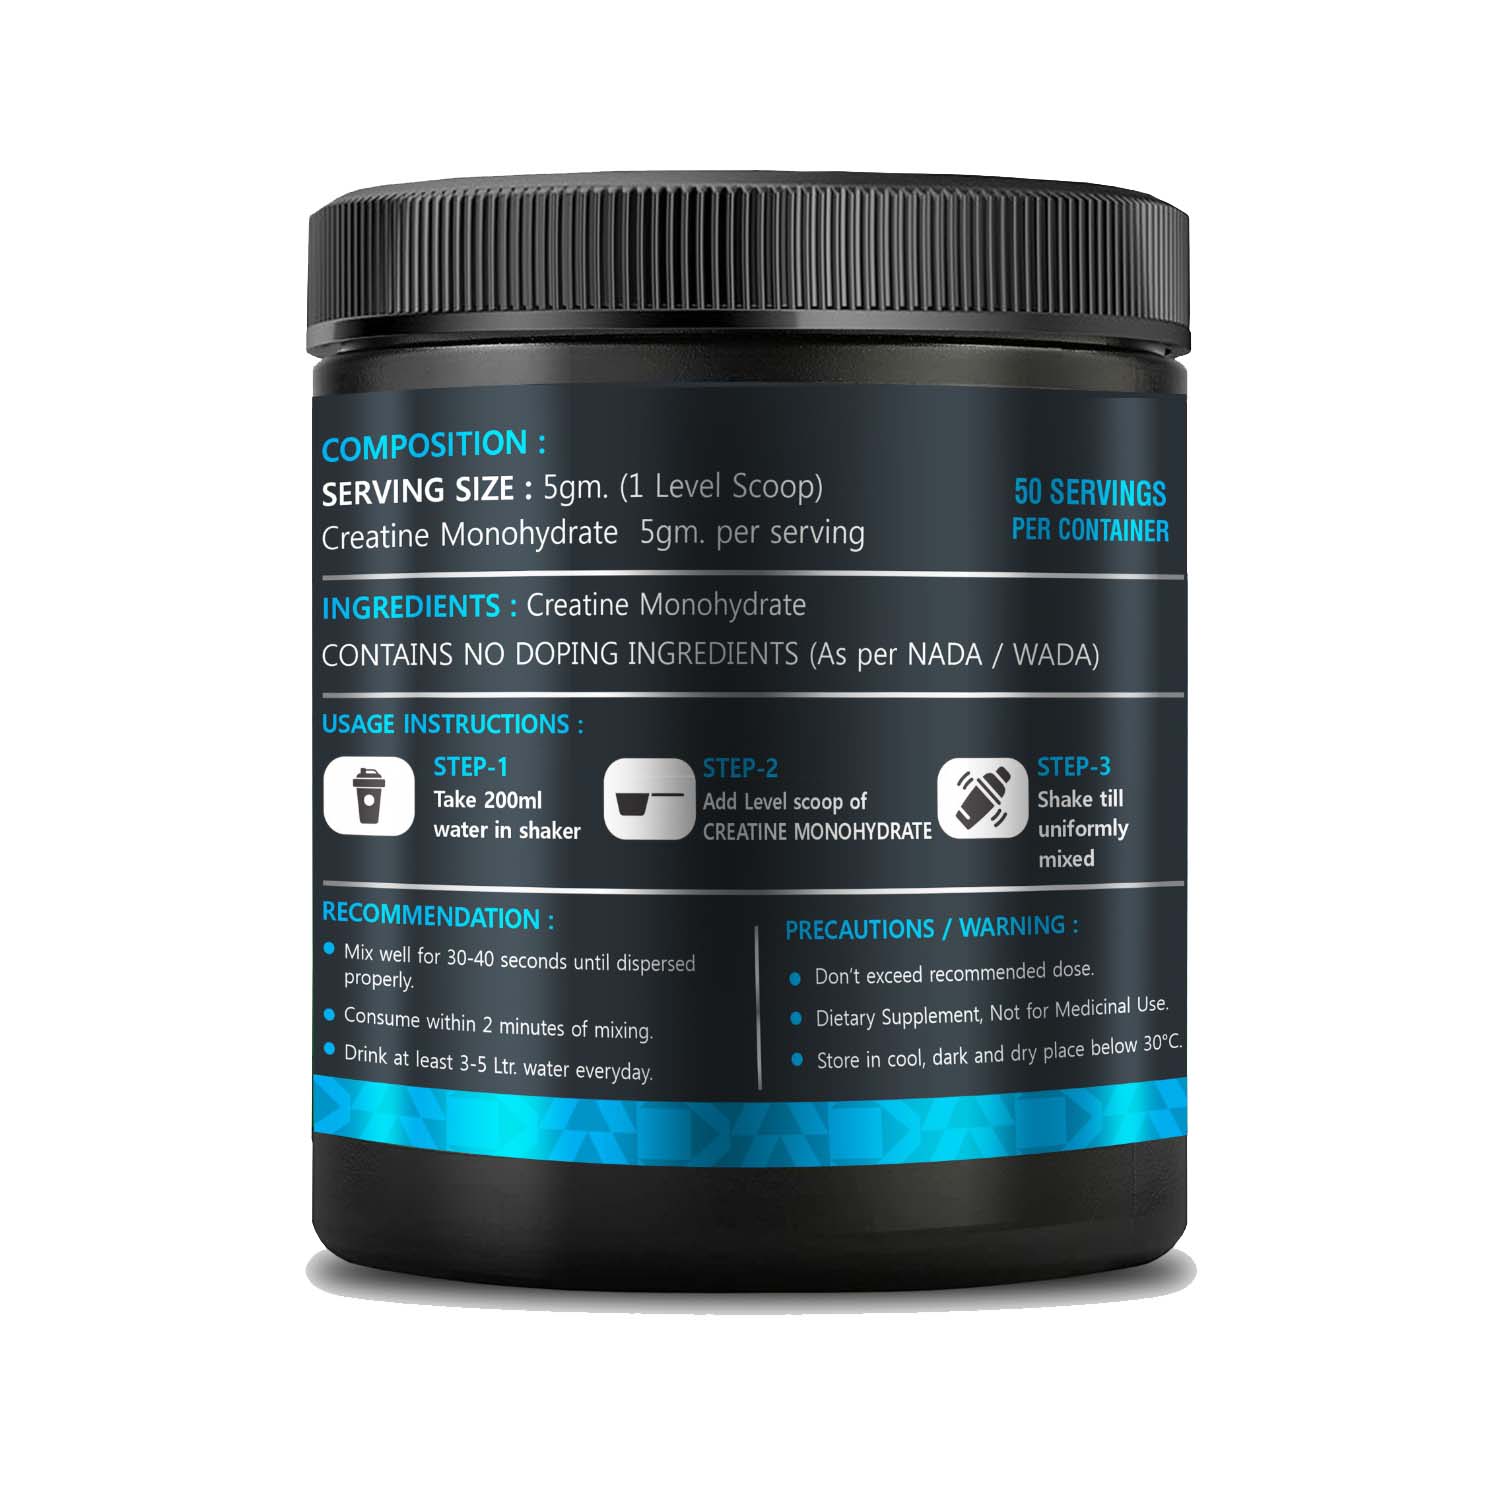 COMPOSITION :
SERVING SIZE : 5gm. (1 Level Scoop)
Creatine Monohydrate 5gm. per serving
50 SERVINGS
PER CONTAINER
INGREDIENTS : Creatine Monohydrate
CONTAINS NO DOPING INGREDIENTS (As per NADA / WADA)
USAGE INSTRUCTIONS :
STEP-1
Take 200ml
water in shaker
STEP-2
Add Level scoop of
CREATINE MONOHYDRATE
STEP-3
Shake till
uniformly
mixed
RECOMMENDATION :
Mix well for 30-40 seconds until dispersed
properly.
Consume within 2 minutes of mixing.
Drink at least 3-5 Ltr. water everyday.
PRECAUTIONS / WARNING :
Don't exceed recommended dose.
Dietary Supplement, Not for Medicinal Use.
Store in cool, dark and dry place below 30°C.